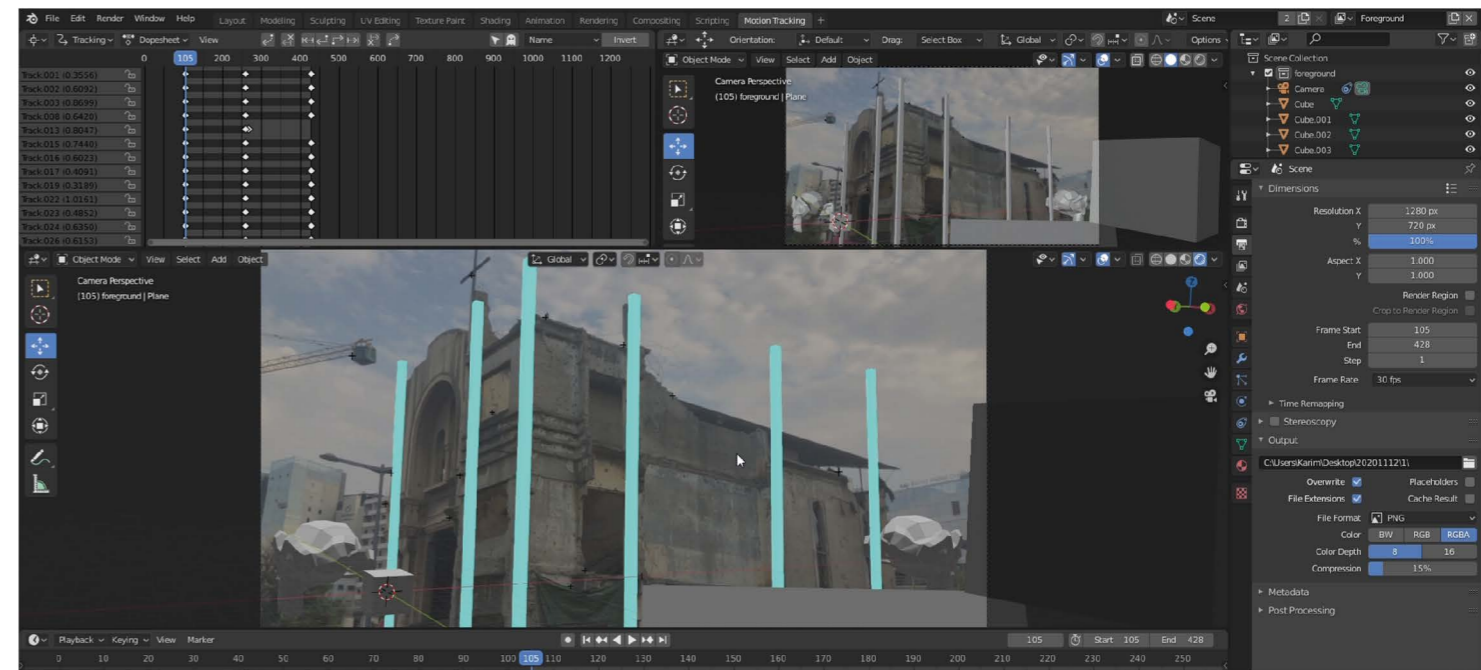 File Edit Render Window Help Layout Modeling Sculpting UV Editing Texture Paint Shading Animation Rendering Compositing Scripting Motion Tracking + Scene 2 Foreground
Tracking Dopesheet View Name Invert Orientation: Default Drag: Select Box Global Options
0 105 200 300 400 500 600 700 800 900 1000 1100 1200
Track.001 (0.3556)
Track.002 (0.6092)
Track.003 (0.8699)
Track.008 (0.6420)
Track.013 (0.8047)
Track.015 (0.7440)
Track.016 (0.6023)
Track.017 (0.4091)
Track.019 (0.3189)
Track.022 (1.0161)
Track.023 (0.4852)
Track.024 (0.6350)
Track.026 (0.6153)
Object Mode View Select Add Object
Camera Perspective
(105) foreground | Plane
Scene Collection
foreground
Camera
Cube
Cube.001
Cube.002
Cube.003
Scene
Dimensions
Resolution X 1280 px
Y 720 px
% 100%
Aspect X 1.000
Y 1.000
Render Region
Crop to Render Region
Frame Start 105
End 428
Step 1
Frame Rate 30 fps
Time Remapping
Stereoscopy
Output
C:\Users\Karim\Desktop\20201112\1\
Overwrite Placeholders
File Extensions Cache Result
File Format PNG
Color BW RGB RGBA
Color Depth 8 16
Compression 15%
Metadata
Post Processing
Object Mode View Select Add Object Global
Camera Perspective
(105) foreground | Plane
Z
Playback Keying View Marker 105 Start 105 End 428
0 10 20 30 40 50 60 70 80 90 100 105 110 120 130 140 150 160 170 180 190 200 210 220 230 240 250